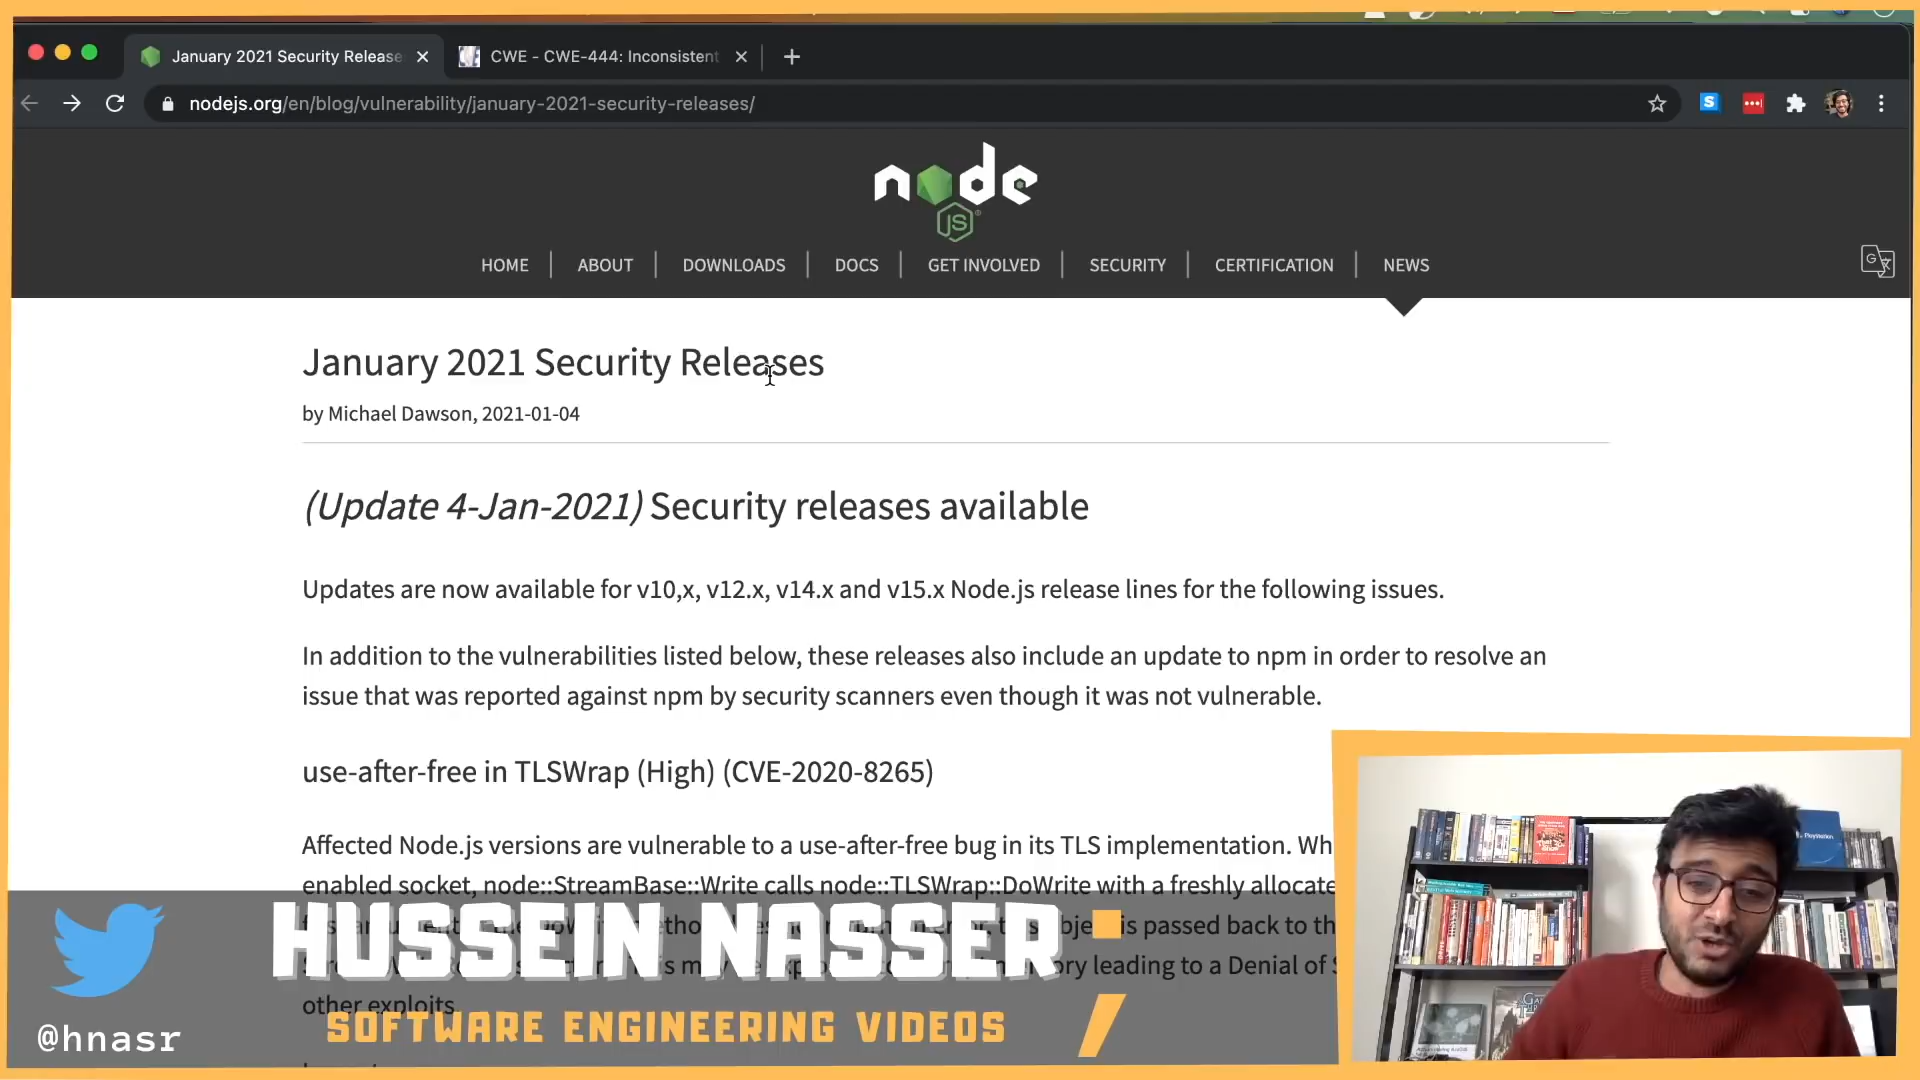 January 2021 Security Release
CWE - CWE-444: Inconsistent
nodejs.org/en/blog/vulnerability/january-2021-security-releases/
node
JS
HOME
ABOUT
DOWNLOADS
DOCS
GET INVOLVED
SECURITY
CERTIFICATION
NEWS
January 2021 Security Releases
by Michael Dawson, 2021-01-04
(Update 4-Jan-2021) Security releases available
Updates are now available for v10,x, v12.x, v14.x and v15.x Node.js release lines for the following issues.
In addition to the vulnerabilities listed below, these releases also include an update to npm in order to resolve an
issue that was reported against npm by security scanners even though it was not vulnerable.
use-after-free in TLSWrap (High) (CVE-2020-8265)
Affected Node.js versions are vulnerable to a use-after-free bug in its TLS implementation. Wh
enabled socket, node::StreamBase::Write calls node::TLSWrap::DoWrite with a freshly allocate
is passed back to th
leading to a Denial of S
other exploits
HUSSEIN NASSER
SOFTWARE ENGINEERING VIDEOS
@hnasr
PlayStation